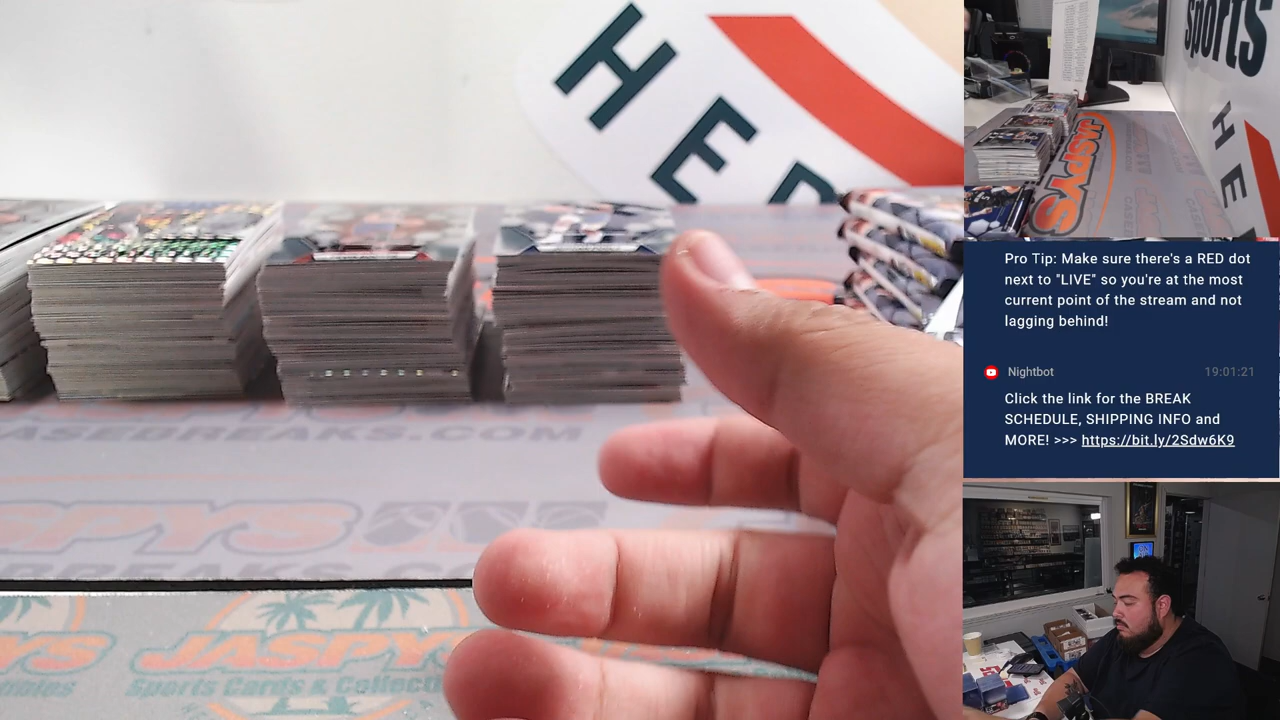 HER
sports
HE
JASPYS
CASEBREAKS.COM
JASPYS
Sports Cards & Collect
Pro Tip: Make sure there's a RED dot
next to "LIVE" so you're at the most
current point of the stream and not
lagging behind!
Nightbot 19:01:21
Click the link for the BREAK
SCHEDULE, SHIPPING INFO and
MORE! >>> https://bit.ly/2Sdw6K9